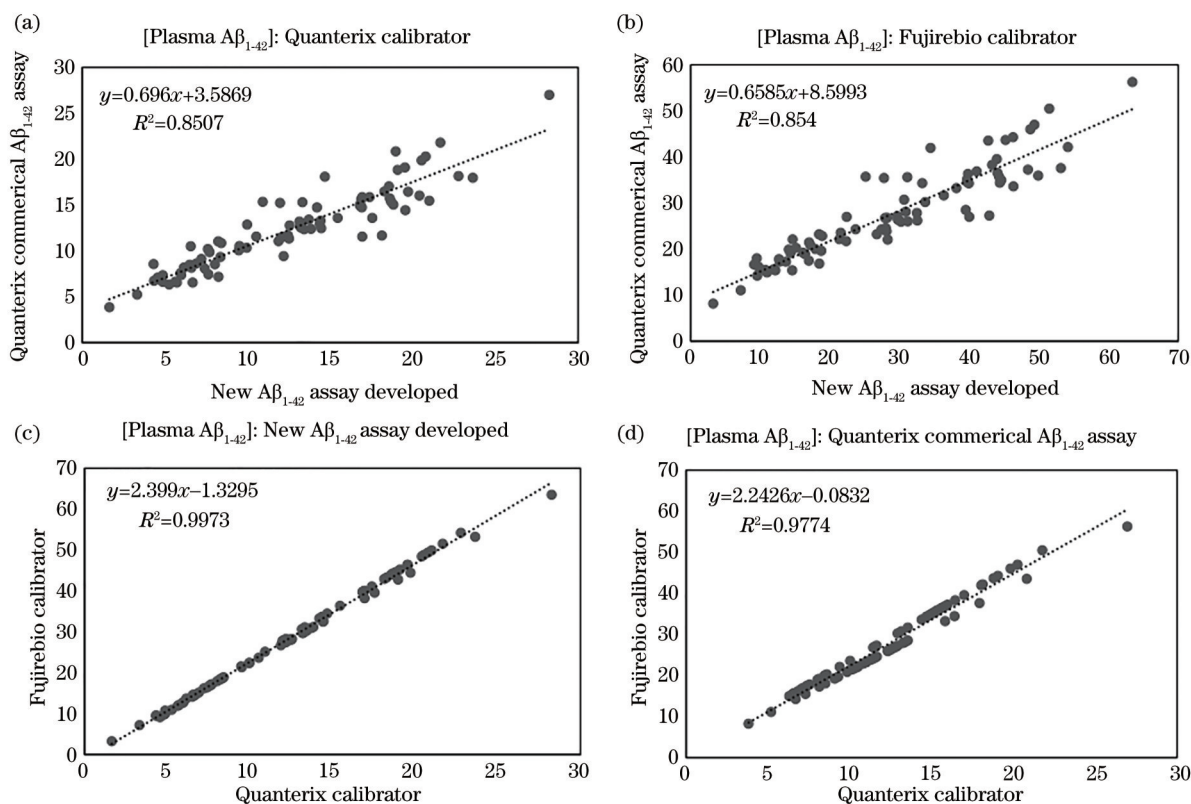 (a)
[Plasma Aβ₁₋₄₂]: Quanterix calibrator
Quanterix commerical Aβ₁₋₄₂ assay
30
25
20
15
10
5
0
y=0.696x+3.5869
R²=0.8507
0 5 10 15 20 25 30
New Aβ₁₋₄₂ assay developed
(b)
[Plasma Aβ₁₋₄₂]: Fujirebio calibrator
Quanterix commerical Aβ₁₋₄₂ assay
60
50
40
30
20
10
0
y=0.6585x+8.5993
R²=0.854
0 10 20 30 40 50 60 70
New Aβ₁₋₄₂ assay developed
(c)
[Plasma Aβ₁₋₄₂]: New Aβ₁₋₄₂ assay developed
Fujirebio calibrator
70
60
50
40
30
20
10
0
y=2.399x−1.3295
R²=0.9973
0 5 10 15 20 25 30
Quanterix calibrator
(d)
[Plasma Aβ₁₋₄₂]: Quanterix commerical Aβ₁₋₄₂ assay
Fujirebio calibrator
70
60
50
40
30
20
10
0
y=2.2426x−0.0832
R²=0.9774
0 5 10 15 20 25 30
Quanterix calibrator